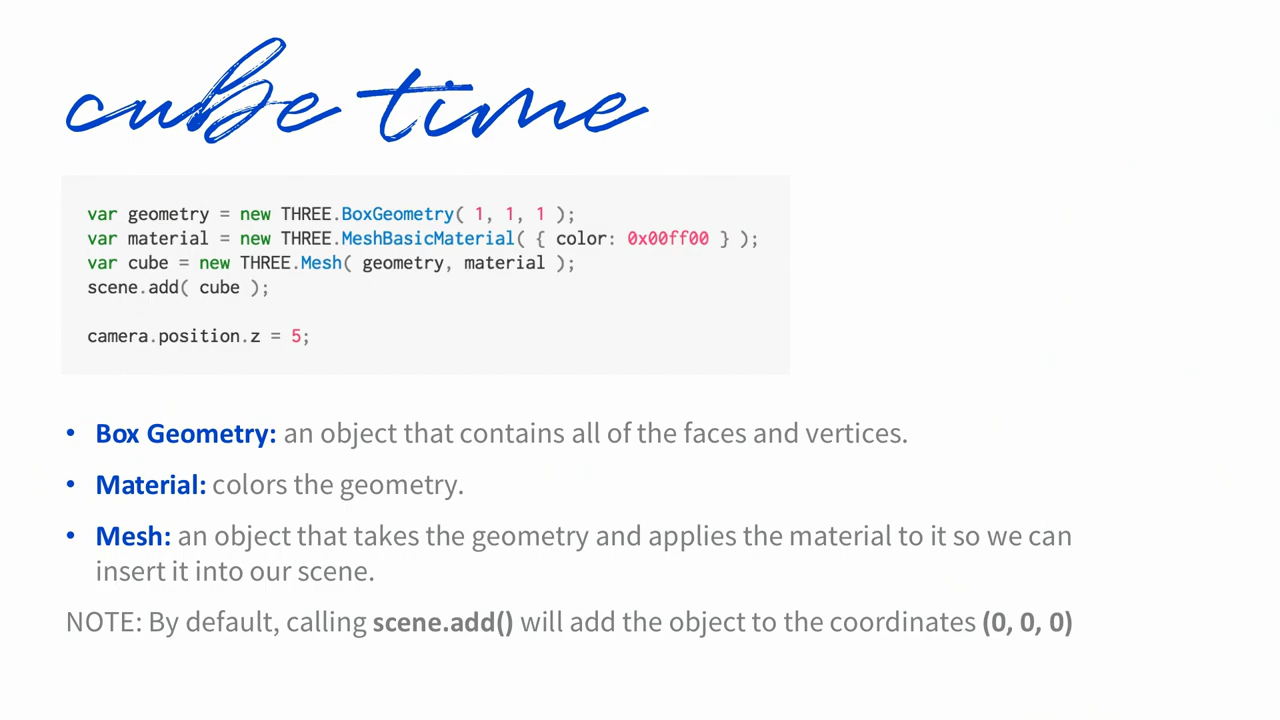 cube time
var geometry = new THREE.BoxGeometry( 1, 1, 1 );
var material = new THREE.MeshBasicMaterial( { color: 0x00ff00 } );
var cube = new THREE.Mesh( geometry, material );
scene.add( cube );
camera.position.z = 5;
• Box Geometry: an object that contains all of the faces and vertices.
• Material: colors the geometry.
• Mesh: an object that takes the geometry and applies the material to it so we can
insert it into our scene.
NOTE: By default, calling scene.add() will add the object to the coordinates (0, 0, 0)